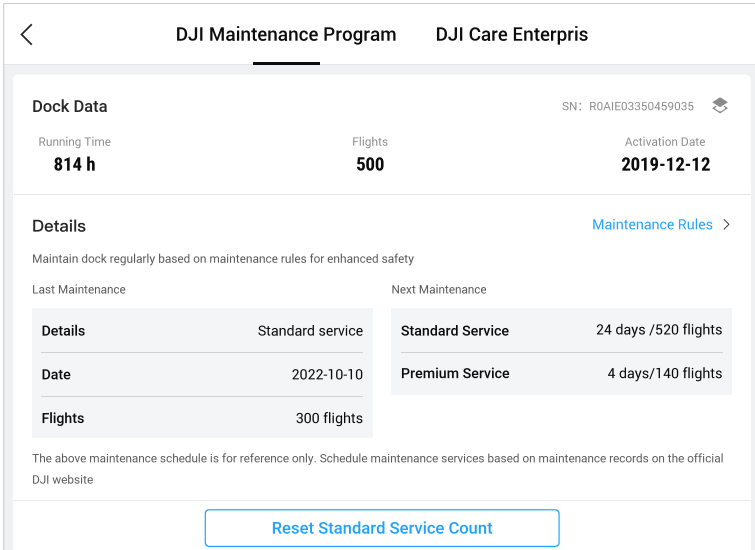 DJI Maintenance Program DJI Care Enterpris
Dock Data SN: R0AIE03350459035
Running Time Flights Activation Date
814 h 500 2019-12-12
Details Maintenance Rules
Maintain dock regularly based on maintenance rules for enhanced safety
Last Maintenance Next Maintenance
Details Standard service Standard Service 24 days /520 flights
Date 2022-10-10 Premium Service 4 days/140 flights
Flights 300 flights
The above maintenance schedule is for reference only. Schedule maintenance services based on maintenance records on the official
DJI website
Reset Standard Service Count